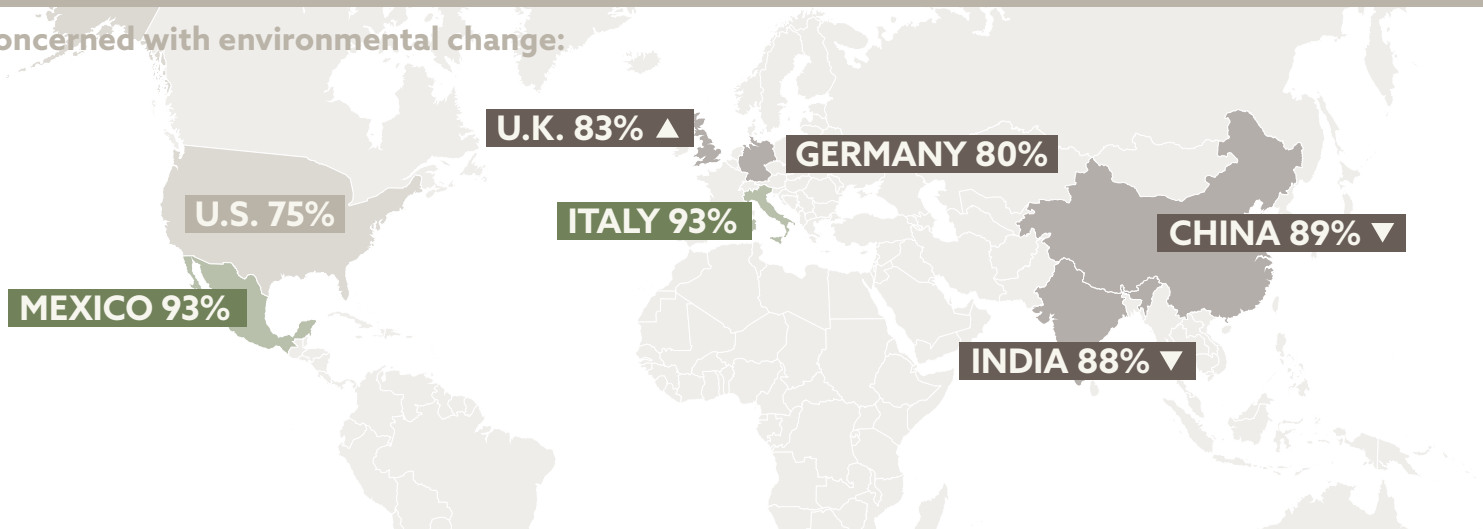 oncerned with environmental change:
U.K. 83% ▲
GERMANY 80%
U.S. 75%
ITALY 93%
CHINA 89% ▼
MEXICO 93%
INDIA 88% ▼